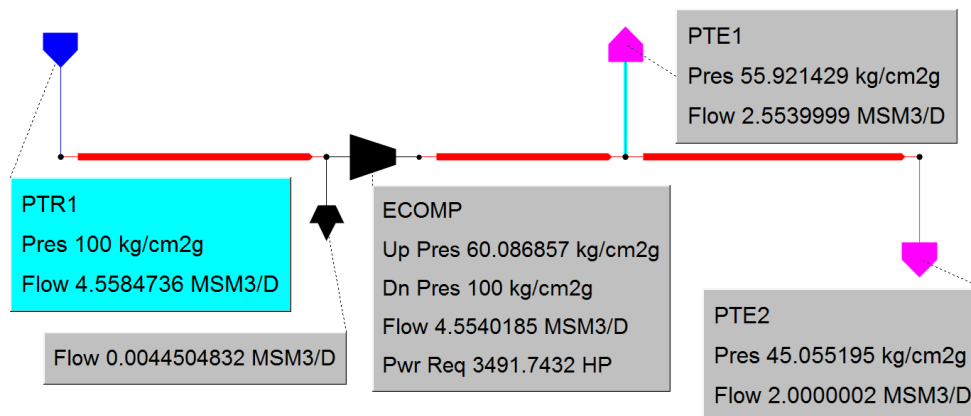 PTE1
Pres 55.921429 kg/cm2g
Flow 2.5539999 MSM3/D
PTR1
Pres 100 kg/cm2g
Flow 4.5584736 MSM3/D
Flow 0.0044504832 MSM3/D
ECOMP
Up Pres 60.086857 kg/cm2g
Dn Pres 100 kg/cm2g
Flow 4.5540185 MSM3/D
Pwr Req 3491.7432 HP
PTE2
Pres 45.055195 kg/cm2g
Flow 2.0000002 MSM3/D